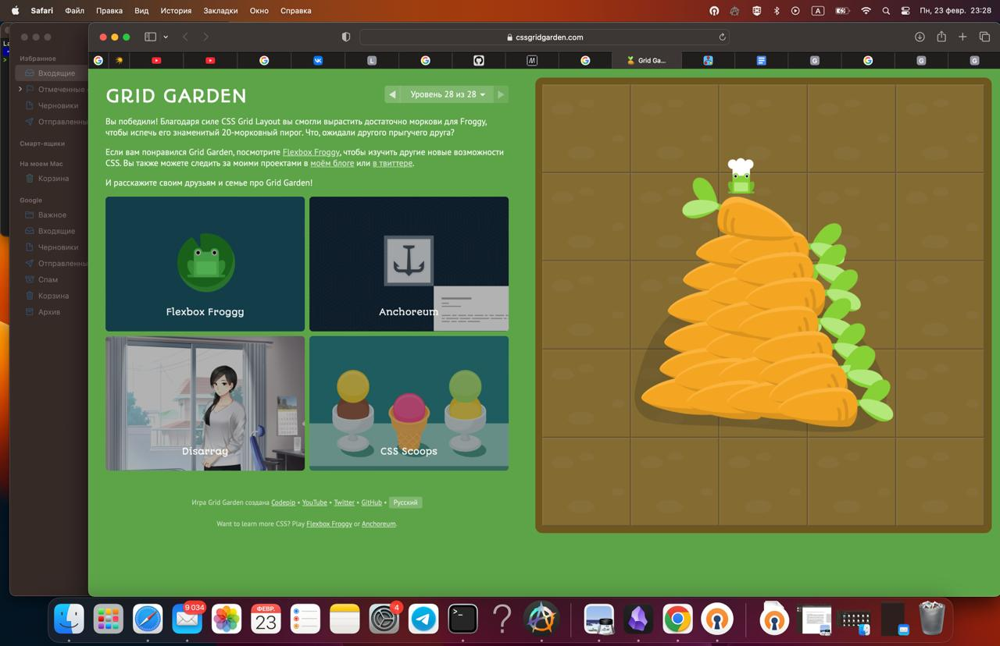 Safari Файл Правка Вид История Закладки Окно Справка
A
Пн, 23 февр. 23:28
Избранное
Входящие
Отмеченные
Черновики
Смарт-ящики
На моем Mac
Корзина
Google
Важное
Входящие
Черновики
Спам
Корзина
Архив
cssgridgarden.com
Grid Ga...
GRID GARDEN
Уровень 28 из 28
Вы победили! Благодаря силе CSS Grid Layout вы смогли вырастить достаточно моркови для Froggy,
чтобы испечь его знаменитый 20-морковный пирог. Что, ожидали другого прыгучего друга?
Если вам понравился Grid Garden, посмотрите Flexbox Froggy, чтобы изучить другие новые возможности
CSS. Вы также можете следить за моими проектами в моём блоге или в твиттере.
И расскажите своим друзьям и семье про Grid Garden!
Flexbox Froggy
Anchoreum
Disarray
CSS Scoops
Игра Grid Garden создана Codepip • YouTube • Twitter • GitHub • Русский
Want to learn more CSS? Play Flexbox Froggy or Anchoreum.
9 034
ФЕВР.
23
4